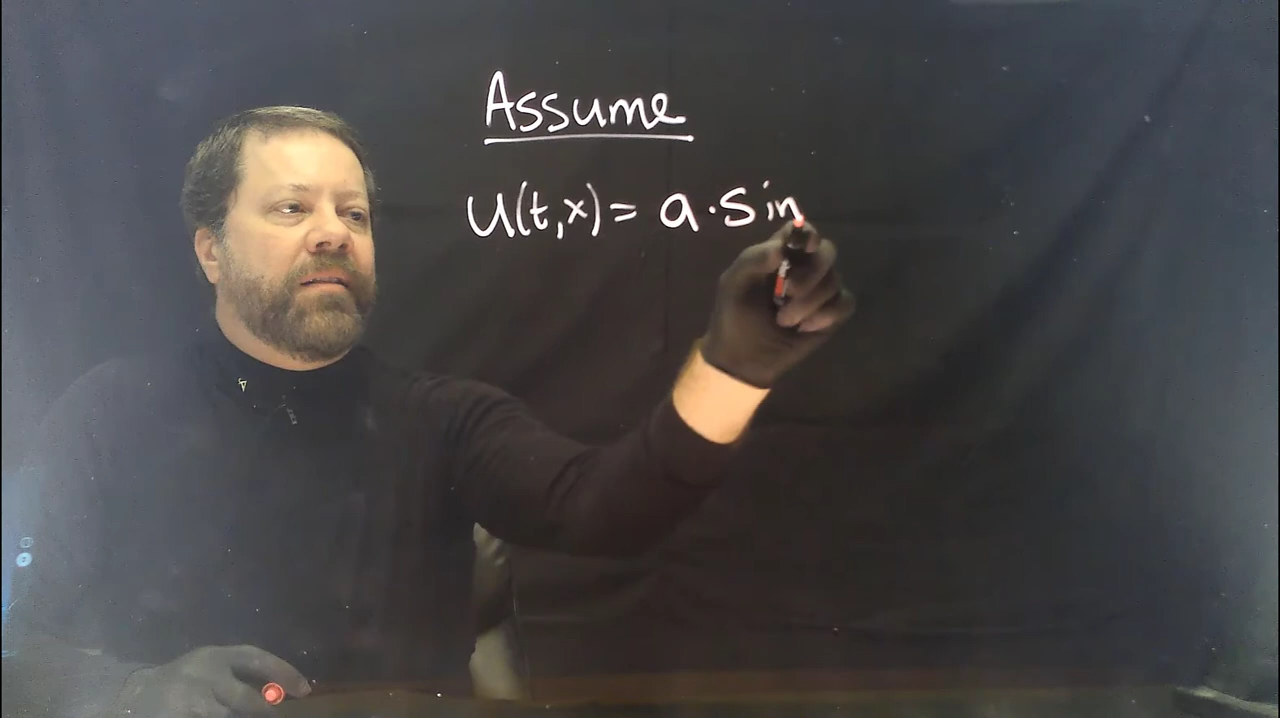 Assume
u(t,x) = a·sin